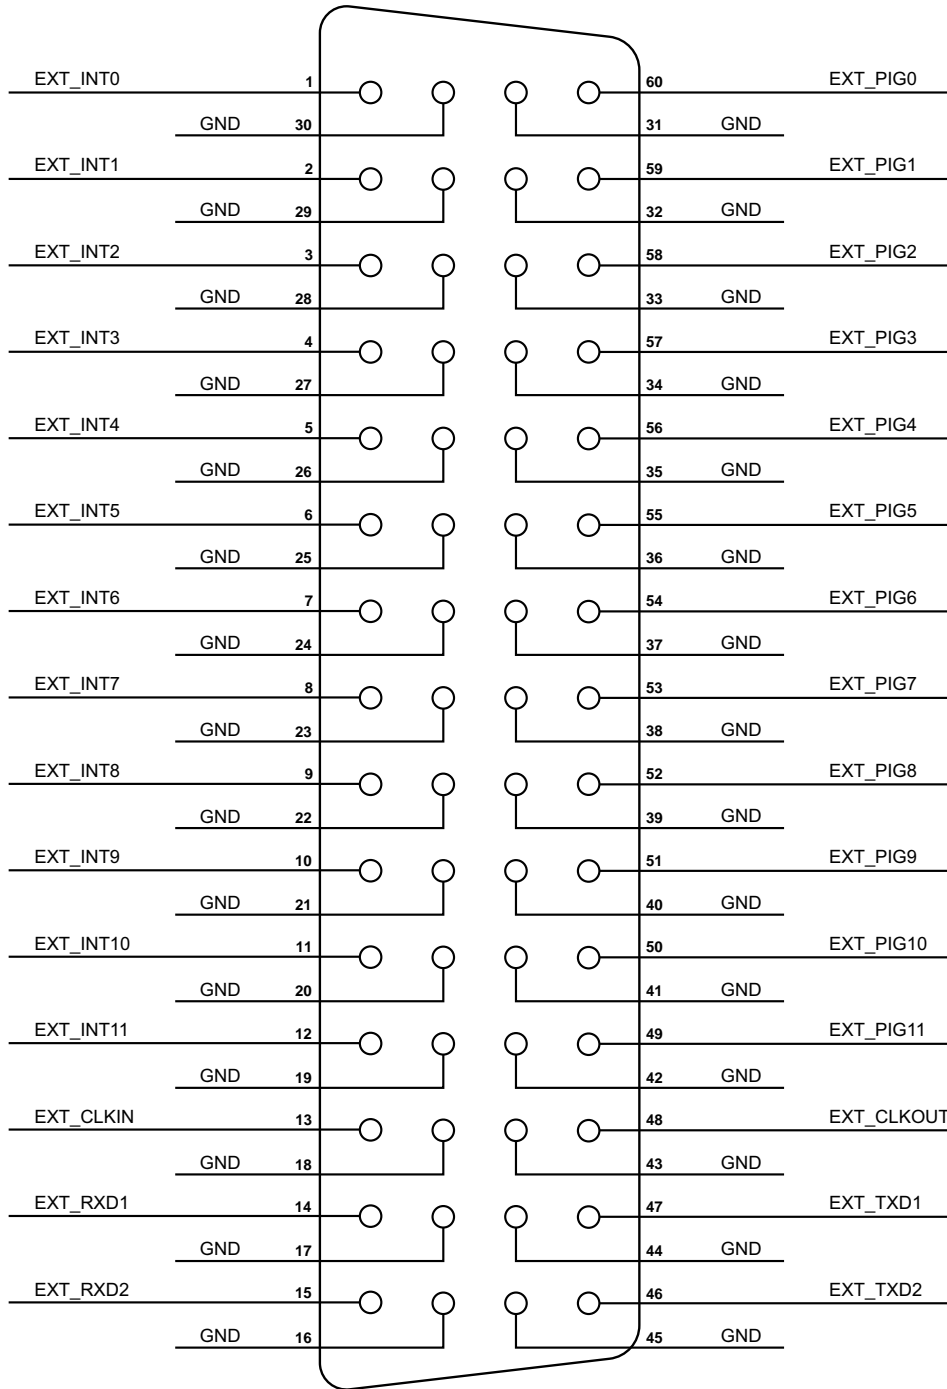 EXT_INT0 1 60 EXT_PIG0
GND 30 31 GND
EXT_INT1 2 59 EXT_PIG1
GND 29 32 GND
EXT_INT2 3 58 EXT_PIG2
GND 28 33 GND
EXT_INT3 4 57 EXT_PIG3
GND 27 34 GND
EXT_INT4 5 56 EXT_PIG4
GND 26 35 GND
EXT_INT5 6 55 EXT_PIG5
GND 25 36 GND
EXT_INT6 7 54 EXT_PIG6
GND 24 37 GND
EXT_INT7 8 53 EXT_PIG7
GND 23 38 GND
EXT_INT8 9 52 EXT_PIG8
GND 22 39 GND
EXT_INT9 10 51 EXT_PIG9
GND 21 40 GND
EXT_INT10 11 50 EXT_PIG10
GND 20 41 GND
EXT_INT11 12 49 EXT_PIG11
GND 19 42 GND
EXT_CLKIN 13 48 EXT_CLKOUT
GND 18 43 GND
EXT_RXD1 14 47 EXT_TXD1
GND 17 44 GND
EXT_RXD2 15 46 EXT_TXD2
GND 16 45 GND